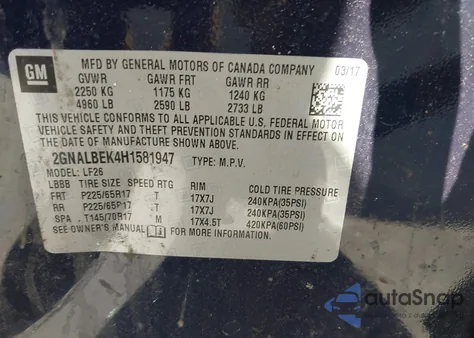 GM
MFD BY GENERAL MOTORS OF CANADA COMPANY 03/17
GVWR GAWR FRT GAWR RR
2250 KG 1175 KG 1240 KG
4960 LB 2590 LB 2733 LB
THIS VEHICLE CONFORMS TO ALL APPLICABLE U.S. FEDERAL MOTOR
VEHICLE SAFETY, BUMPER, AND THEFT PREVENTION STANDARDS IN
EFFECT ON THE DATE OF MANUFACTURE SHOWN ABOVE.
2GNALBEK4H1581947 TYPE: M.P.V.
MODEL: LF26
LBBB TIRE SIZE SPEED RTG RIM COLD TIRE PRESSURE
FRT P225/65R17 T 17X7J 240KPA(35PSI)
RR P225/65R17 T 17X7J 240KPA(35PSI)
SPA T145/70R17 M 17X4.5T 420KPA(60PSI)
SEE OWNER'S MANUAL FOR MORE INFORMATION.
autoSnap